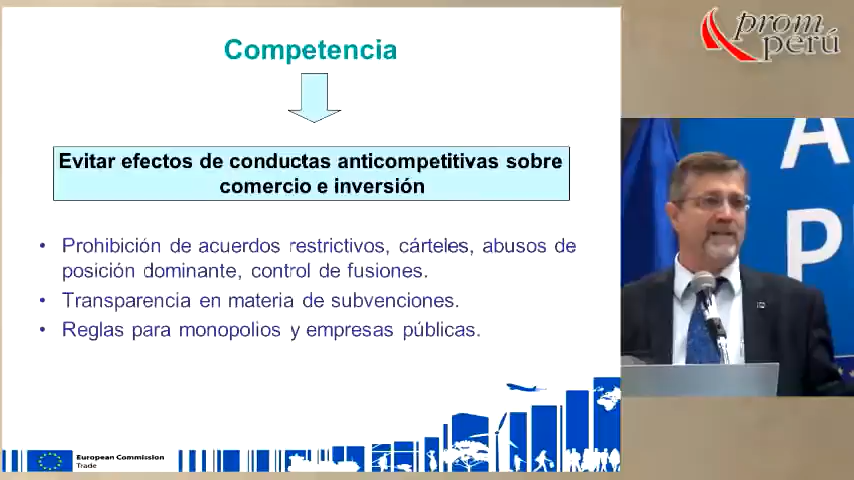 Competencia
Evitar efectos de conductas anticompetitivas sobre
comercio e inversión
• Prohibición de acuerdos restrictivos, cárteles, abusos de
posición dominante, control de fusiones.
• Transparencia en materia de subvenciones.
• Reglas para monopolios y empresas públicas.
European Commission
Trade
prom
perú
A
P